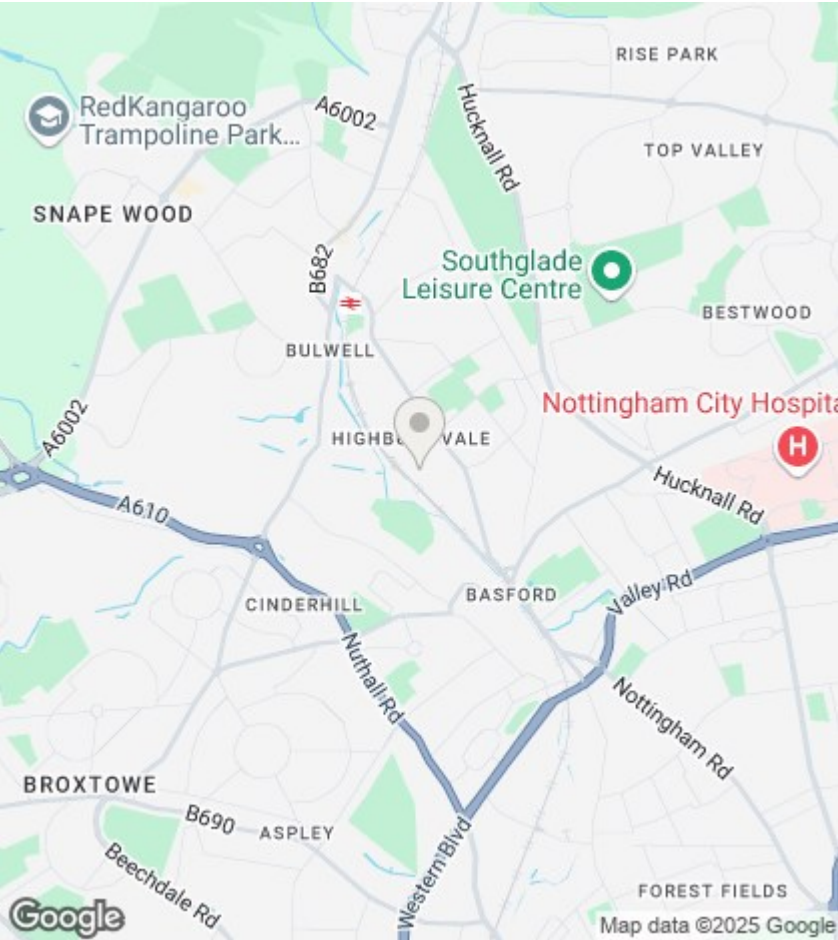 RISE PARK
A6002
RedKangaroo
Trampoline Park...
Hucknall Rd
TOP VALLEY
SNAPE WOOD
B682
Southglade
Leisure Centre
BESTWOOD
BULWELL
Nottingham City Hospita
A6002
VALE
H
Hucknall Rd
A610
CINDERHILL
BASFORD
Valley Rd
Nuthall Rd
Nottingham Rd
BROXTOWE
B690
ASPLEY
Western Blvd
Beechdale Rd
FOREST FIELDS
Google
Map data ©2025 Google